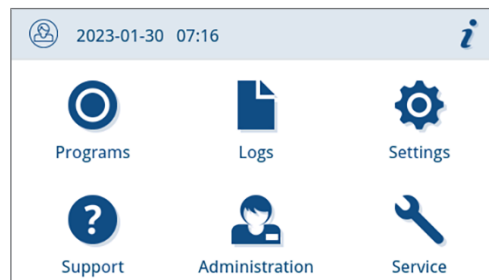 2023-01-30 07:16 i
Programs Logs Settings
?
Support Administration Service